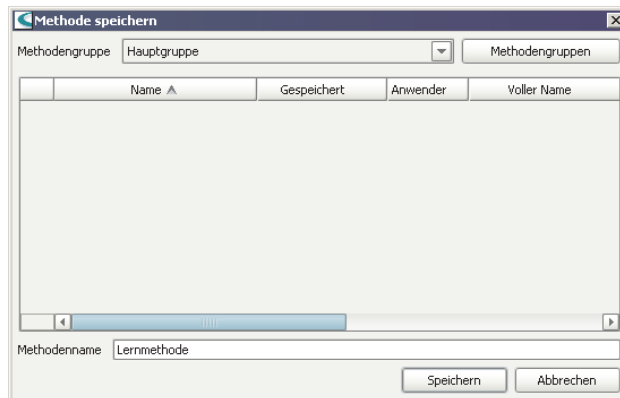 Methode speichern
Methodengruppe Hauptgruppe Methodengruppen
Name Gespeichert Anwender Voller Name
Methodenname Lernmethode
Speichern Abbrechen